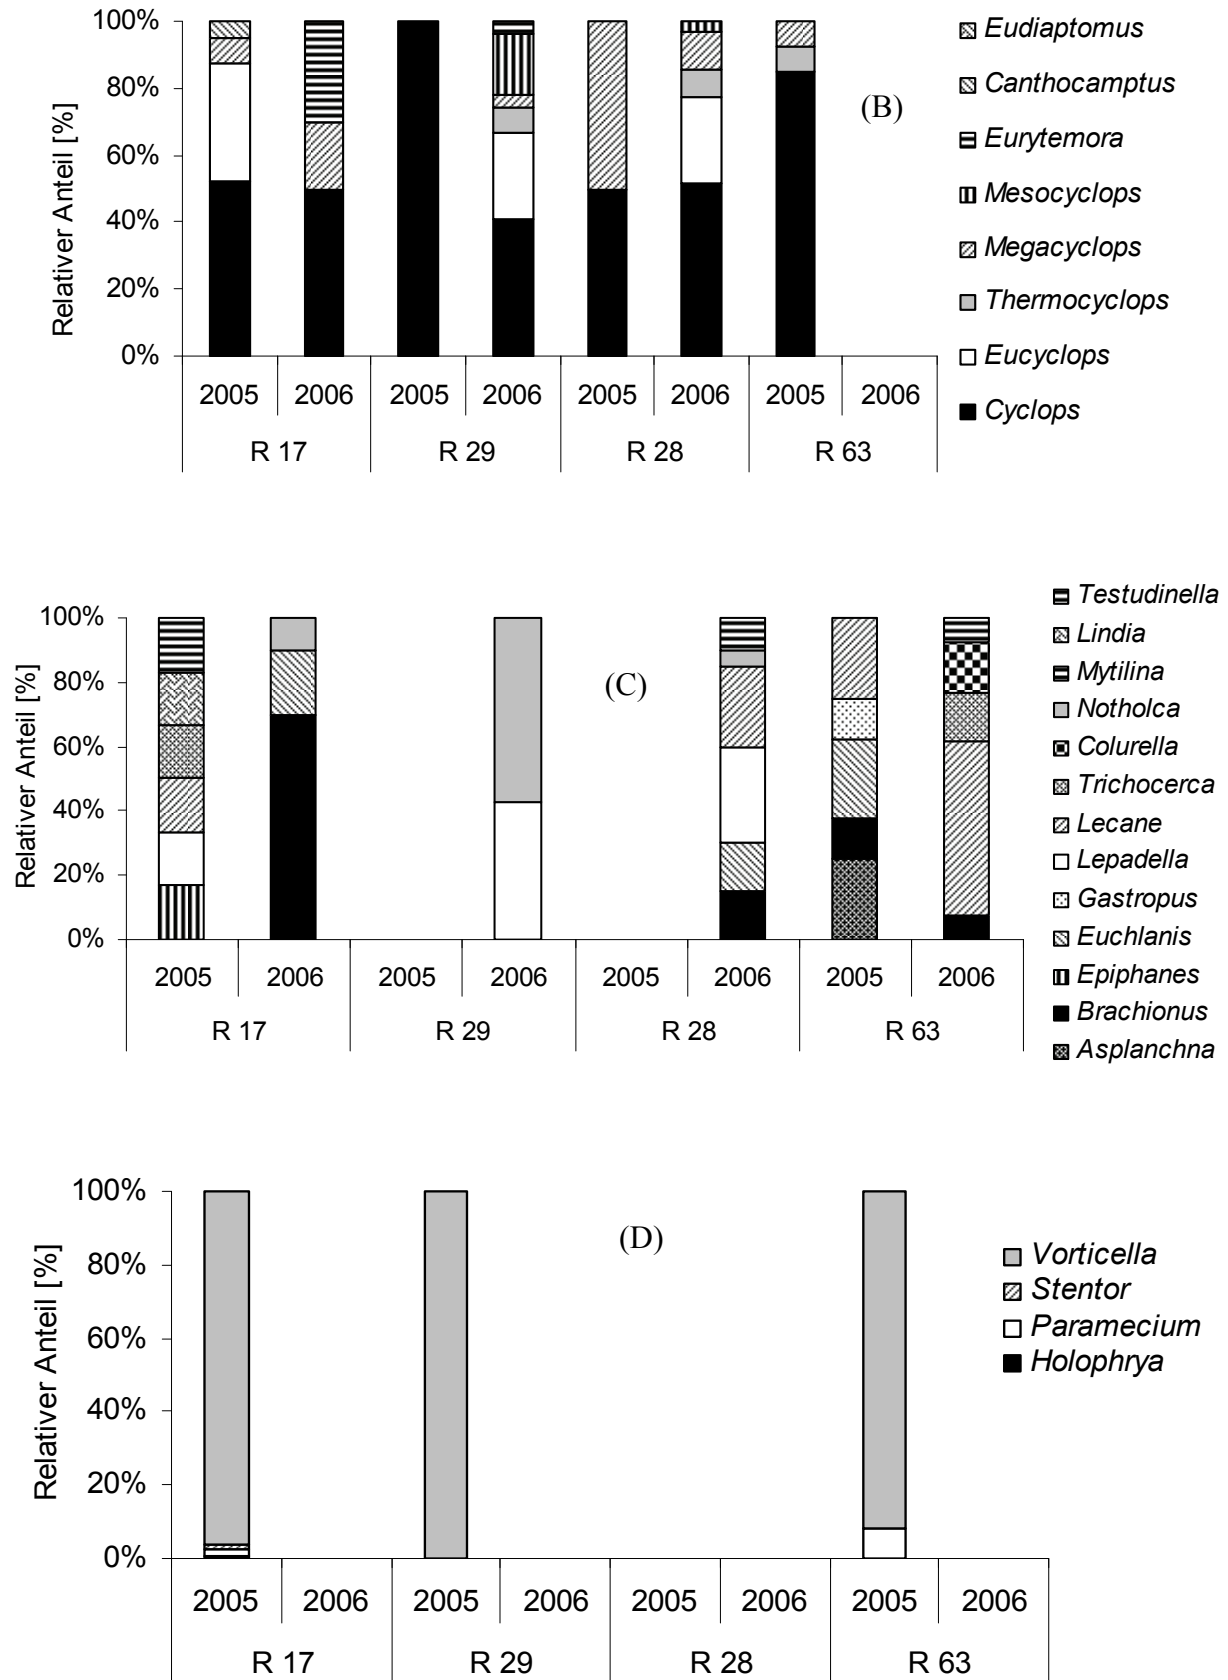 Relativer Anteil [%]
100%
80%
60%
40%
20%
0%
(B)
2005 2006 2005 2006 2005 2006 2005 2006
R 17 R 29 R 28 R 63
Eudiaptomus
Canthocamptus
Eurytemora
Mesocyclops
Megacyclops
Thermocyclops
Eucyclops
Cyclops
Relativer Anteil [%]
100%
80%
60%
40%
20%
0%
(C)
2005 2006 2005 2006 2005 2006 2005 2006
R 17 R 29 R 28 R 63
Testudinella
Lindia
Mytilina
Notholca
Colurella
Trichocerca
Lecane
Lepadella
Gastropus
Euchlanis
Epiphanes
Brachionus
Asplanchna
Relativer Anteil [%]
100%
80%
60%
40%
20%
0%
(D)
2005 2006 2005 2006 2005 2006 2005 2006
R 17 R 29 R 28 R 63
Vorticella
Stentor
Paramecium
Holophrya